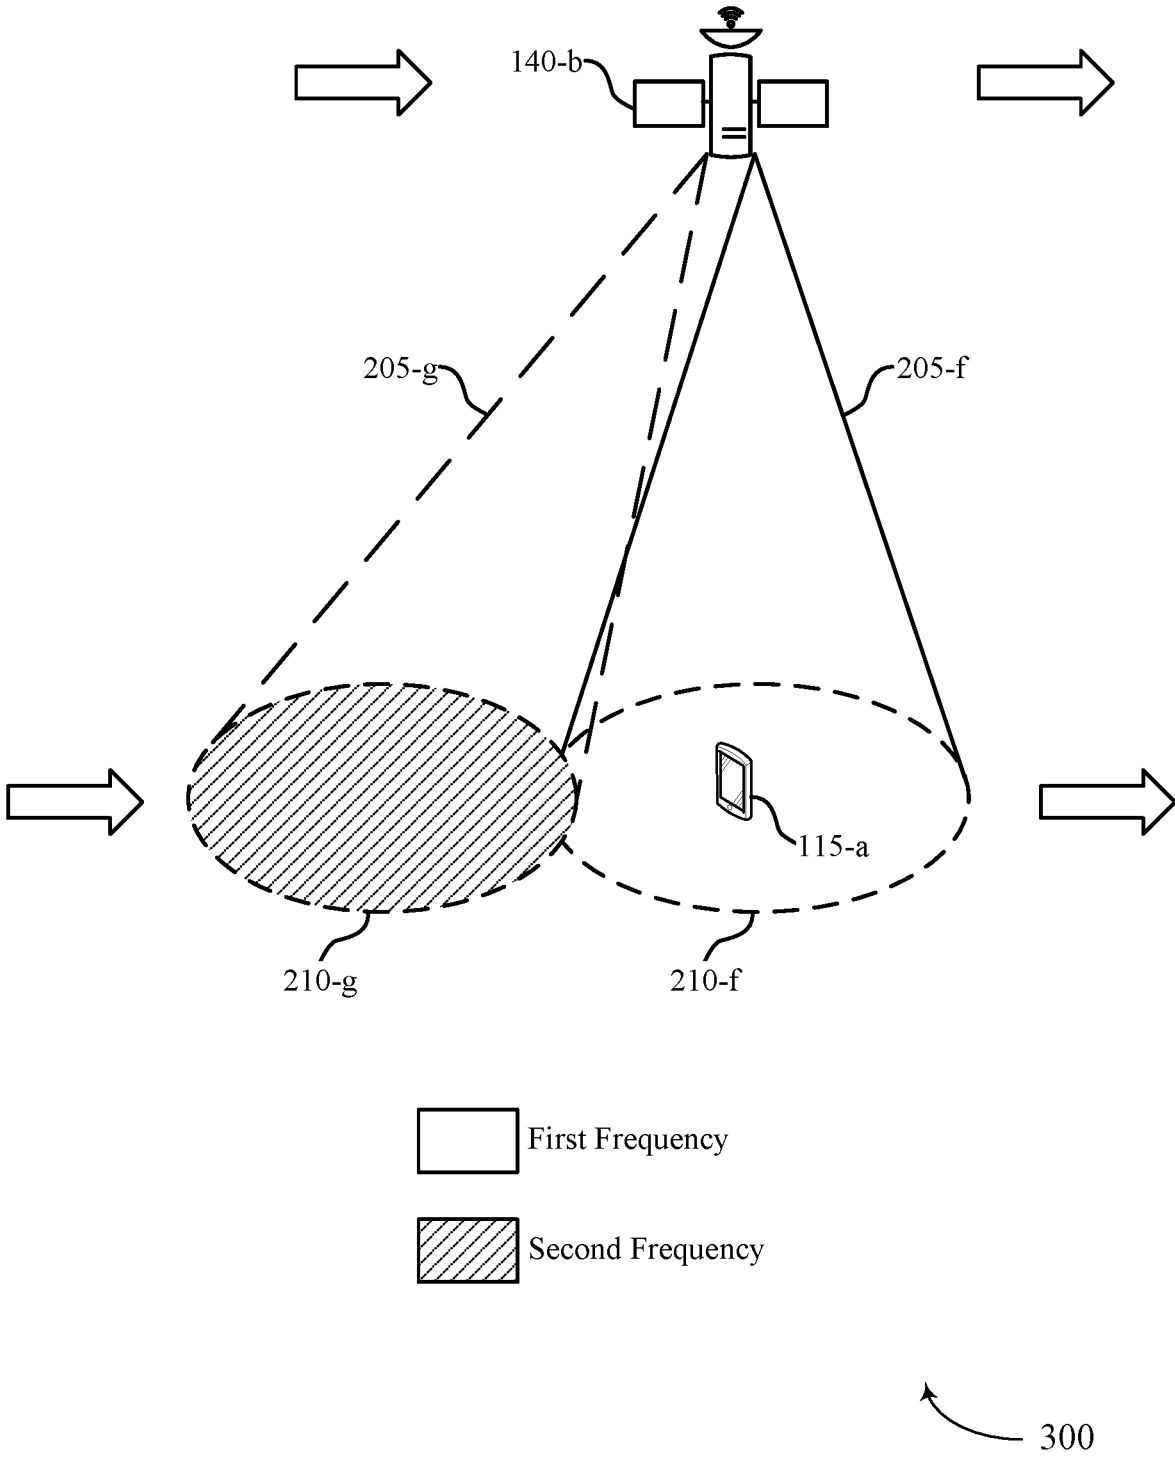 140-b
205-g
205-f
115-a
210-g
210-f
First Frequency
Second Frequency
300